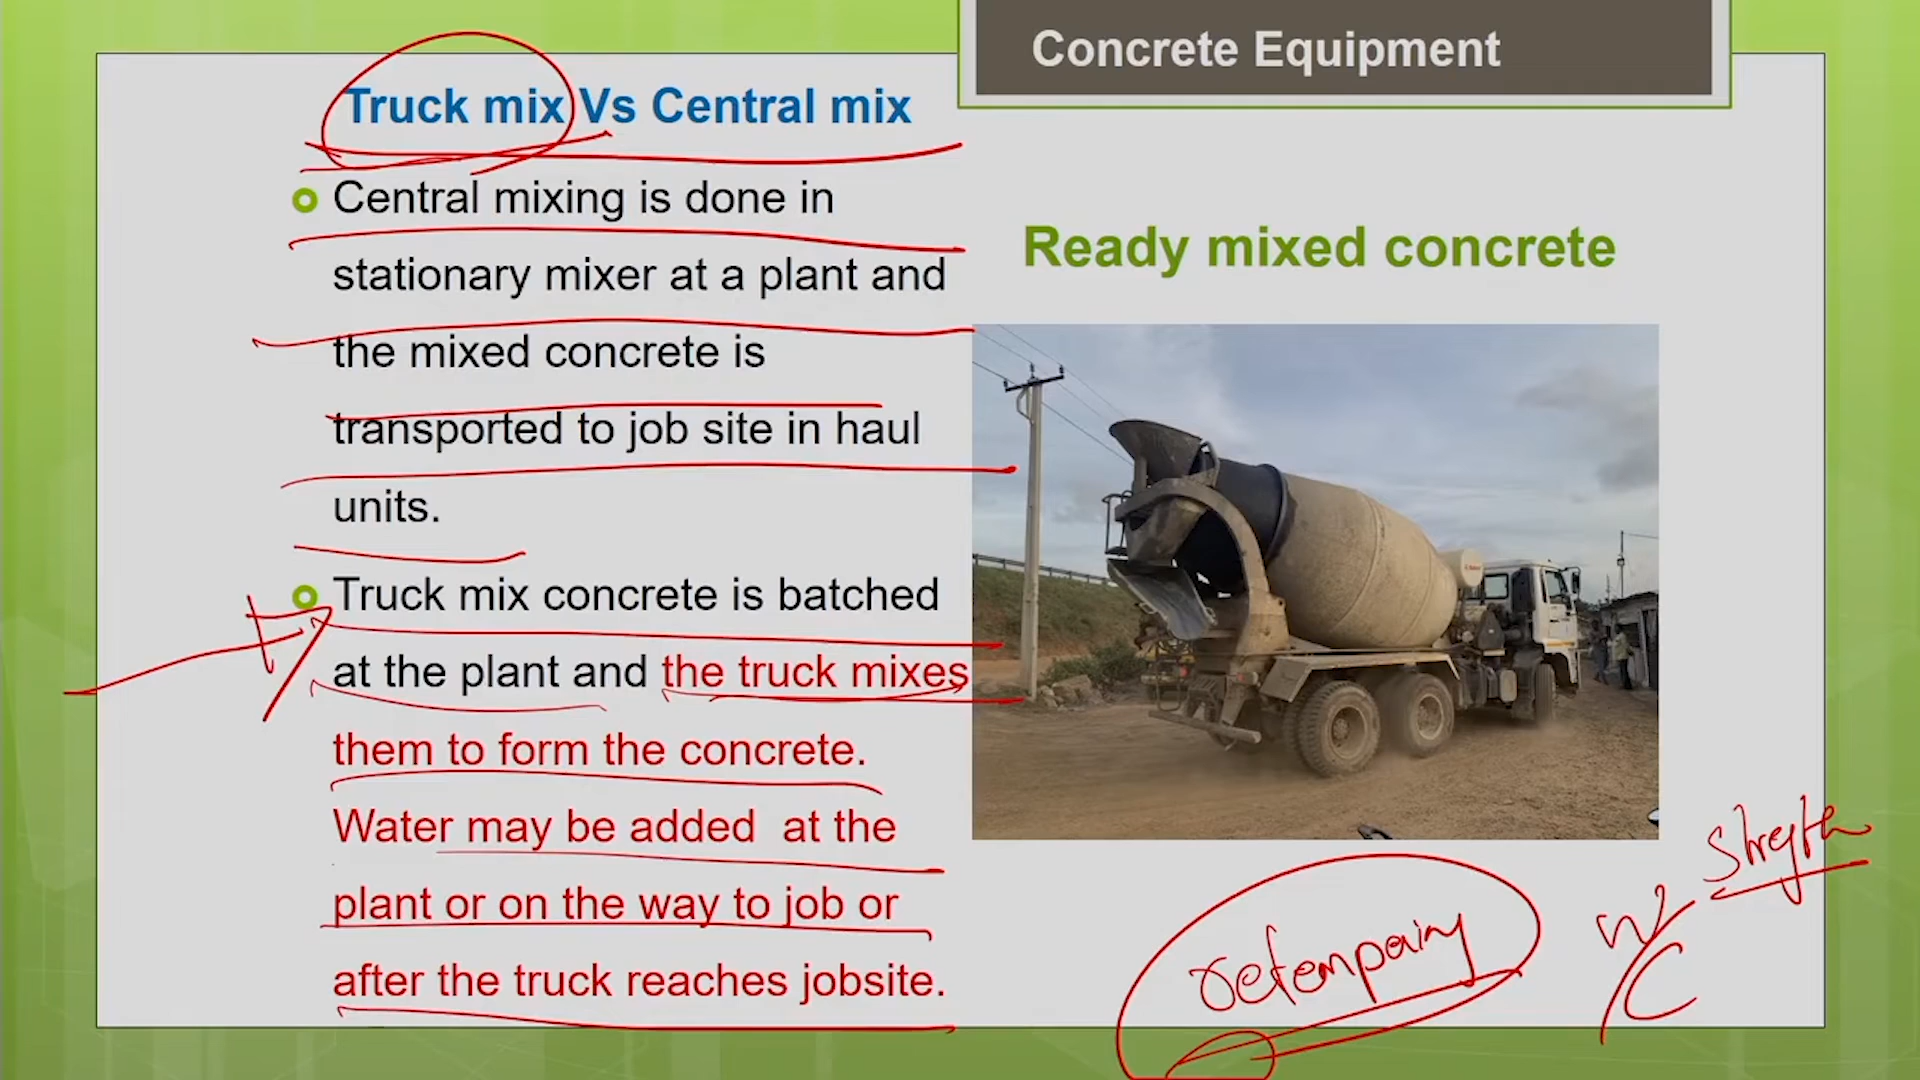 Concrete Equipment
Truck mix Vs Central mix
Central mixing is done in
stationary mixer at a plant and
the mixed concrete is
transported to job site in haul
units.
Truck mix concrete is batched
at the plant and the truck mixes
them to form the concrete.
Water may be added at the
plant or on the way to job or
after the truck reaches jobsite.
Ready mixed concrete
retempering
w/c
Strength